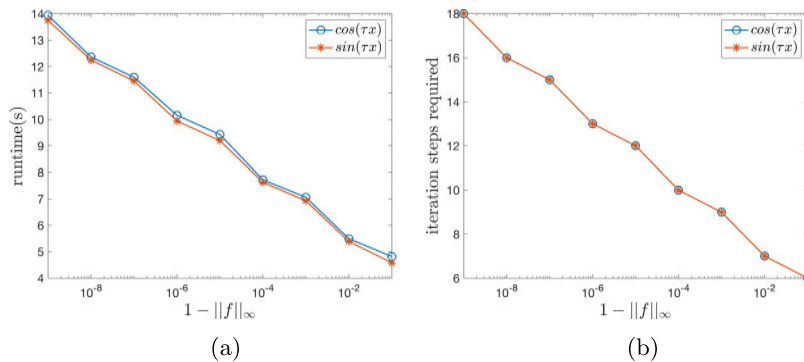 14
13
12
11
10
9
8
7
6
5
4
runtime(s)
cos(τx)
sin(τx)
10^-8
10^-6
10^-4
10^-2
1 − ||f||∞
(a)
18
16
14
12
10
8
6
iteration steps required
cos(τx)
sin(τx)
10^-8
10^-6
10^-4
10^-2
1 − ||f||∞
(b)